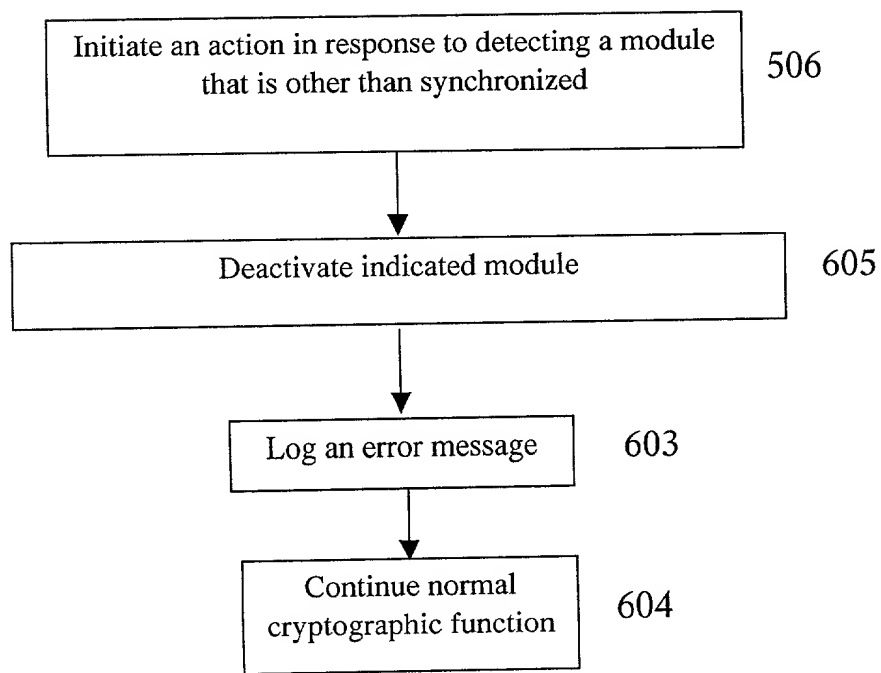 Initiate an action in response to detecting a module
that is other than synchronized
506
Deactivate indicated module
605
Log an error message
603
Continue normal
cryptographic function
604